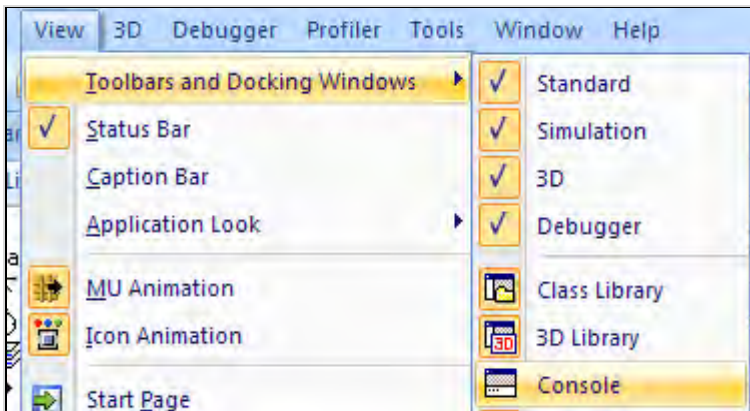 View 3D Debugger Profiler Tools Window Help
Toolbars and Docking Windows
Status Bar
Caption Bar
Application Look
MU Animation
Icon Animation
Start Page
Standard
Simulation
3D
Debugger
Class Library
3D
3D Library
Console